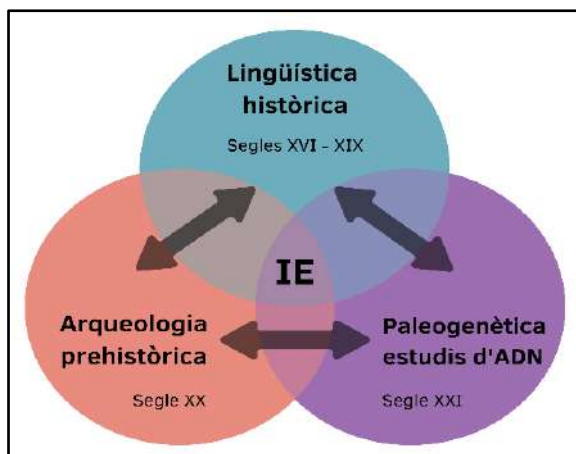 Lingüística
històrica
Segles XVI - XIX
IE
Arqueologia
prehistòrica
Segle XX
Paleogenètica
estudis d'ADN
Segle XXI